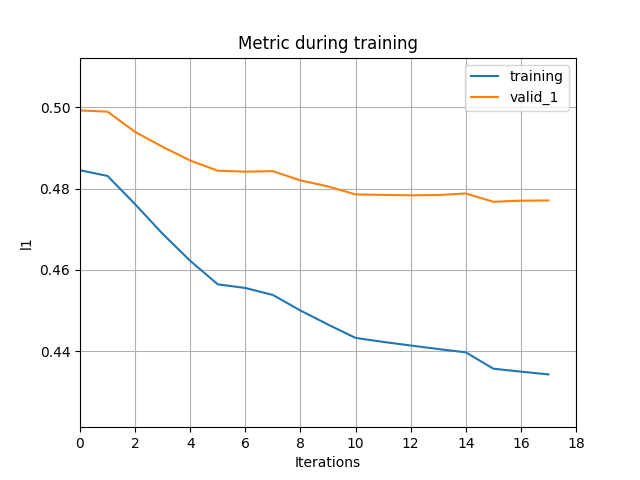 Metric during training
training
valid_1
0.50
0.48
0.46
0.44
l1
0 2 4 6 8 10 12 14 16 18
Iterations